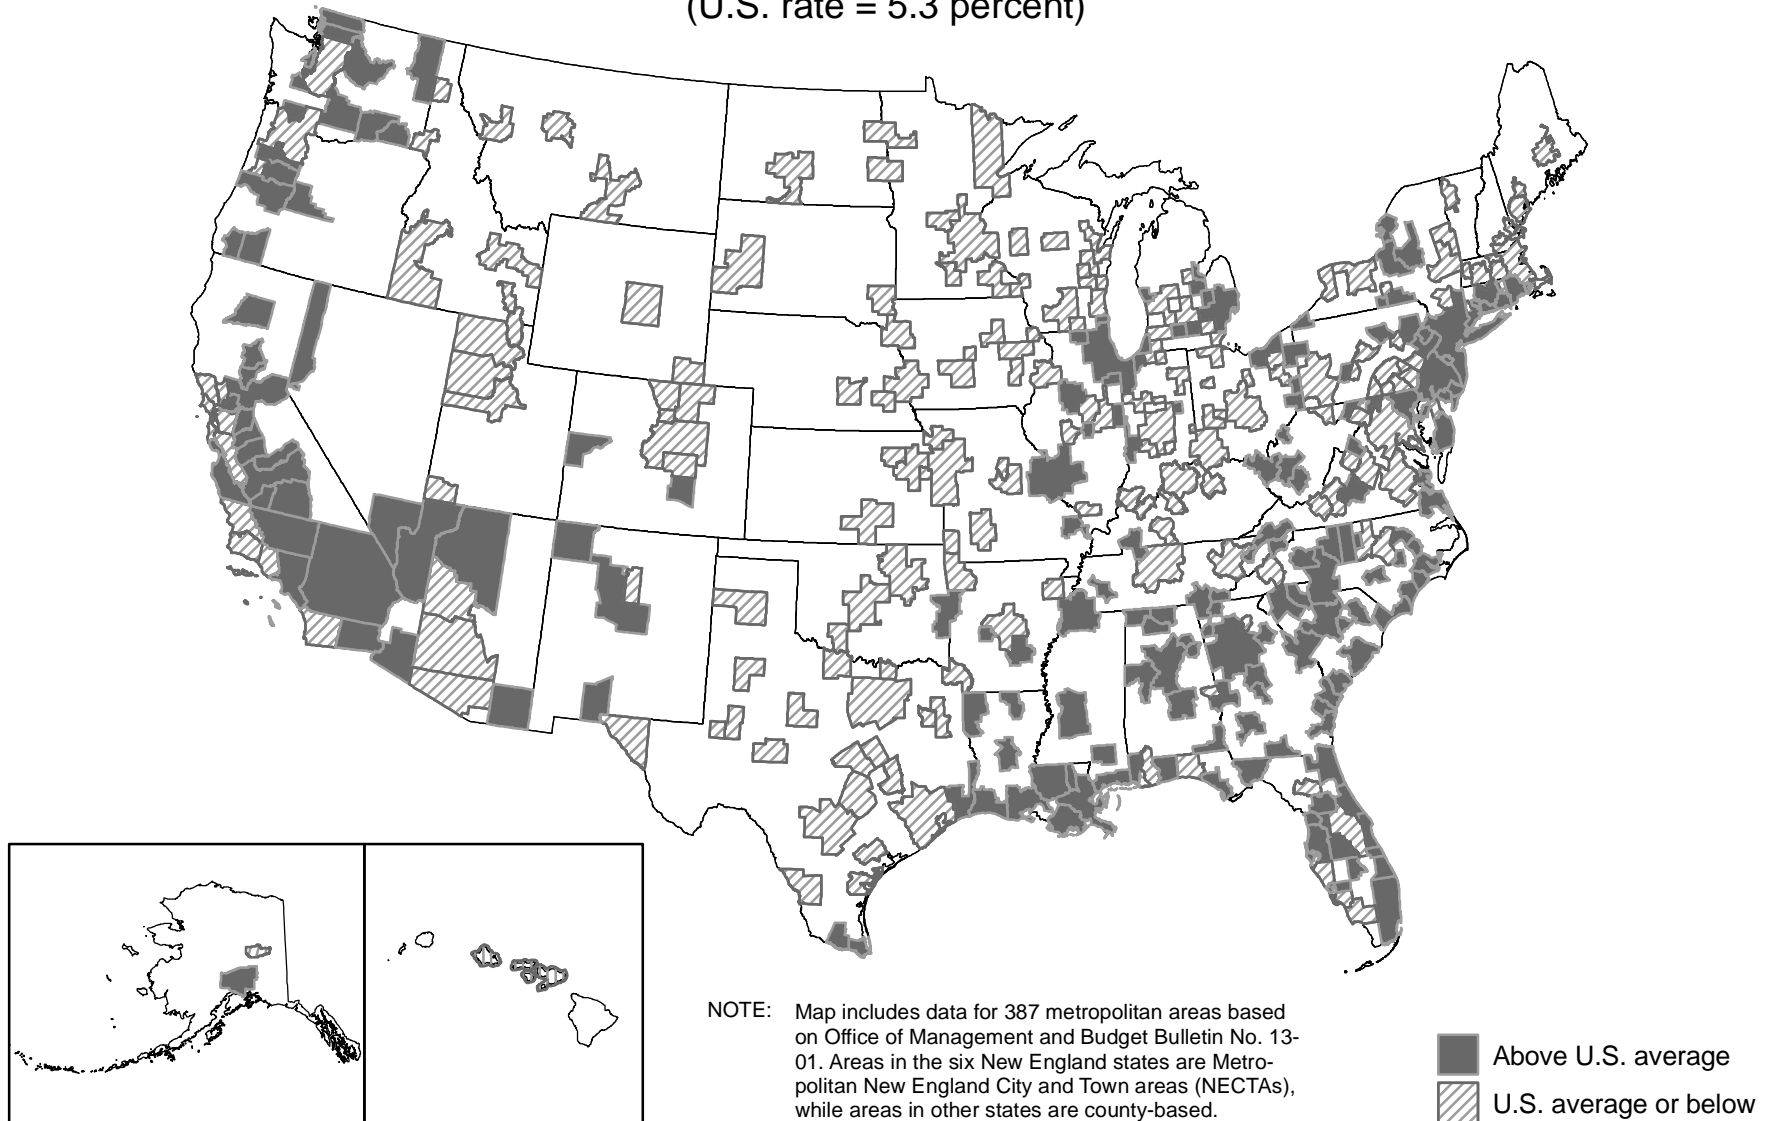 (U.S. rate = 5.3 percent)
NOTE: Map includes data for 387 metropolitan areas based
on Office of Management and Budget Bulletin No. 13-
01. Areas in the six New England states are Metro-
politan New England City and Town areas (NECTAs),
while areas in other states are county-based.
Above U.S. average
U.S. average or below